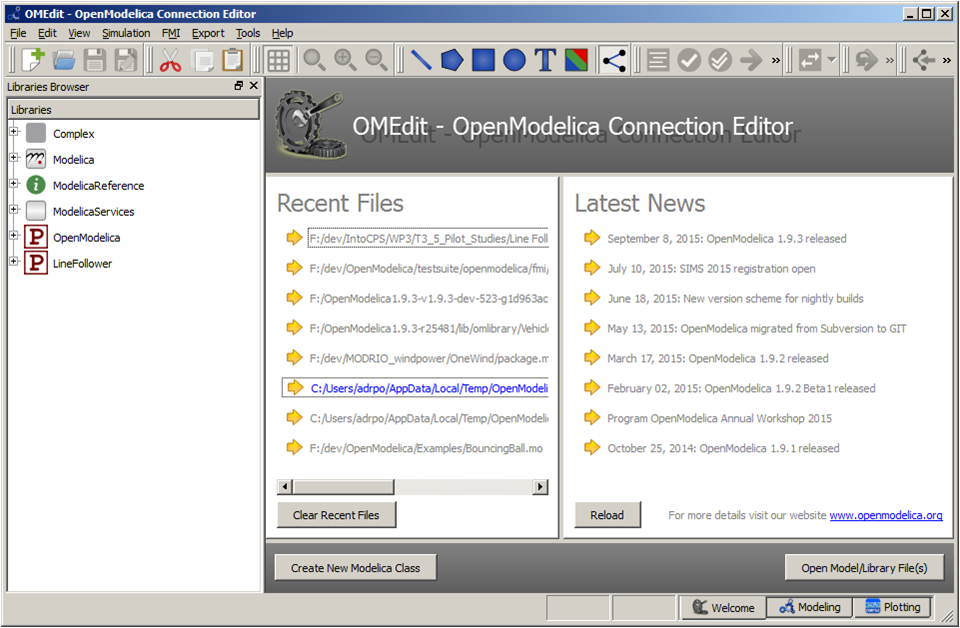 OMEdit - OpenModelica Connection Editor
File Edit View Simulation FMI Export Tools Help
T
»
»
»
Libraries Browser
Libraries
Complex
Modelica
ModelicaReference
ModelicaServices
P OpenModelica
P LineFollower
OMEdit - OpenModelica Connection Editor
Recent Files
F:/dev/IntoCPS/WP3/T3_5_Pilot_Studies/Line Foll
F:/dev/OpenModelica/testsuite/openmodelica/fmi/
F:/OpenModelica1.9.3-v1.9.3-dev-523-g1d963ac
F:/OpenModelica1.9.3-r25481/lib/omlibrary/Vehicl
F:/dev/MODRIO_windpower/OneWind/package.m
C:/Users/adrpo/AppData/Local/Temp/OpenModeli
C:/Users/adrpo/AppData/Local/Temp/OpenModelic
F:/dev/OpenModelica/Examples/BouncingBall.mo
Clear Recent Files
Latest News
September 8, 2015: OpenModelica 1.9.3 released
July 10, 2015: SIMS 2015 registration open
June 18, 2015: New version scheme for nightly builds
May 13, 2015: OpenModelica migrated from Subversion to GIT
March 17, 2015: OpenModelica 1.9.2 released
February 02, 2015: OpenModelica 1.9.2 Beta1 released
Program OpenModelica Annual Workshop 2015
October 25, 2014: OpenModelica 1.9.1 released
Reload
For more details visit our website www.openmodelica.org
Create New Modelica Class
Open Model/Library File(s)
Welcome
Modeling
Plotting